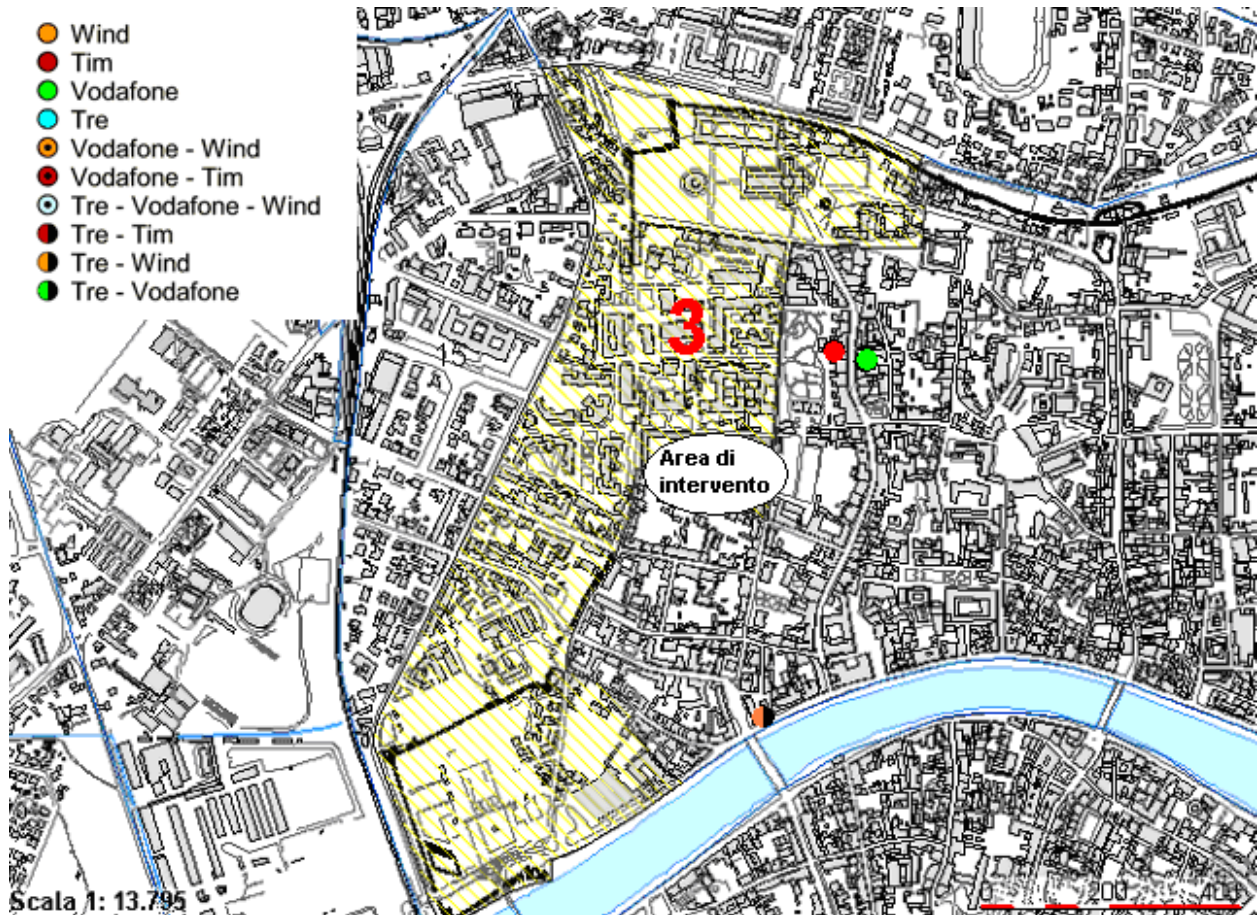 Wind
Tim
Vodafone
Tre
Vodafone - Wind
Vodafone - Tim
Tre - Vodafone - Wind
Tre - Tim
Tre - Wind
Tre - Vodafone
3
Area di
intervento
Scala 1: 13.795
0 200 400